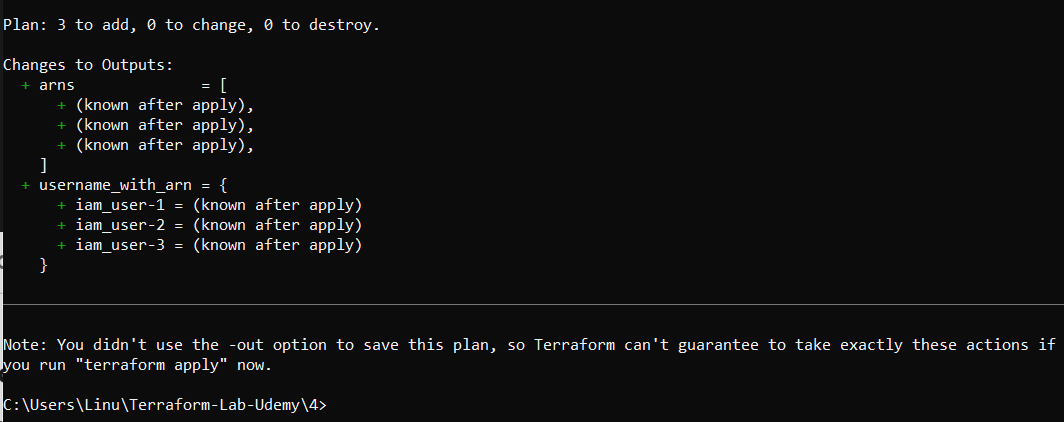 Plan: 3 to add, 0 to change, 0 to destroy.
Changes to Outputs:
  + arns              = [
      + (known after apply),
      + (known after apply),
      + (known after apply),
    ]
  + username_with_arn = {
      + iam_user-1 = (known after apply)
      + iam_user-2 = (known after apply)
      + iam_user-3 = (known after apply)
    }
Note: You didn't use the -out option to save this plan, so Terraform can't guarantee to take exactly these actions if
you run "terraform apply" now.
C:\Users\Linu\Terraform-Lab-Udemy\4>